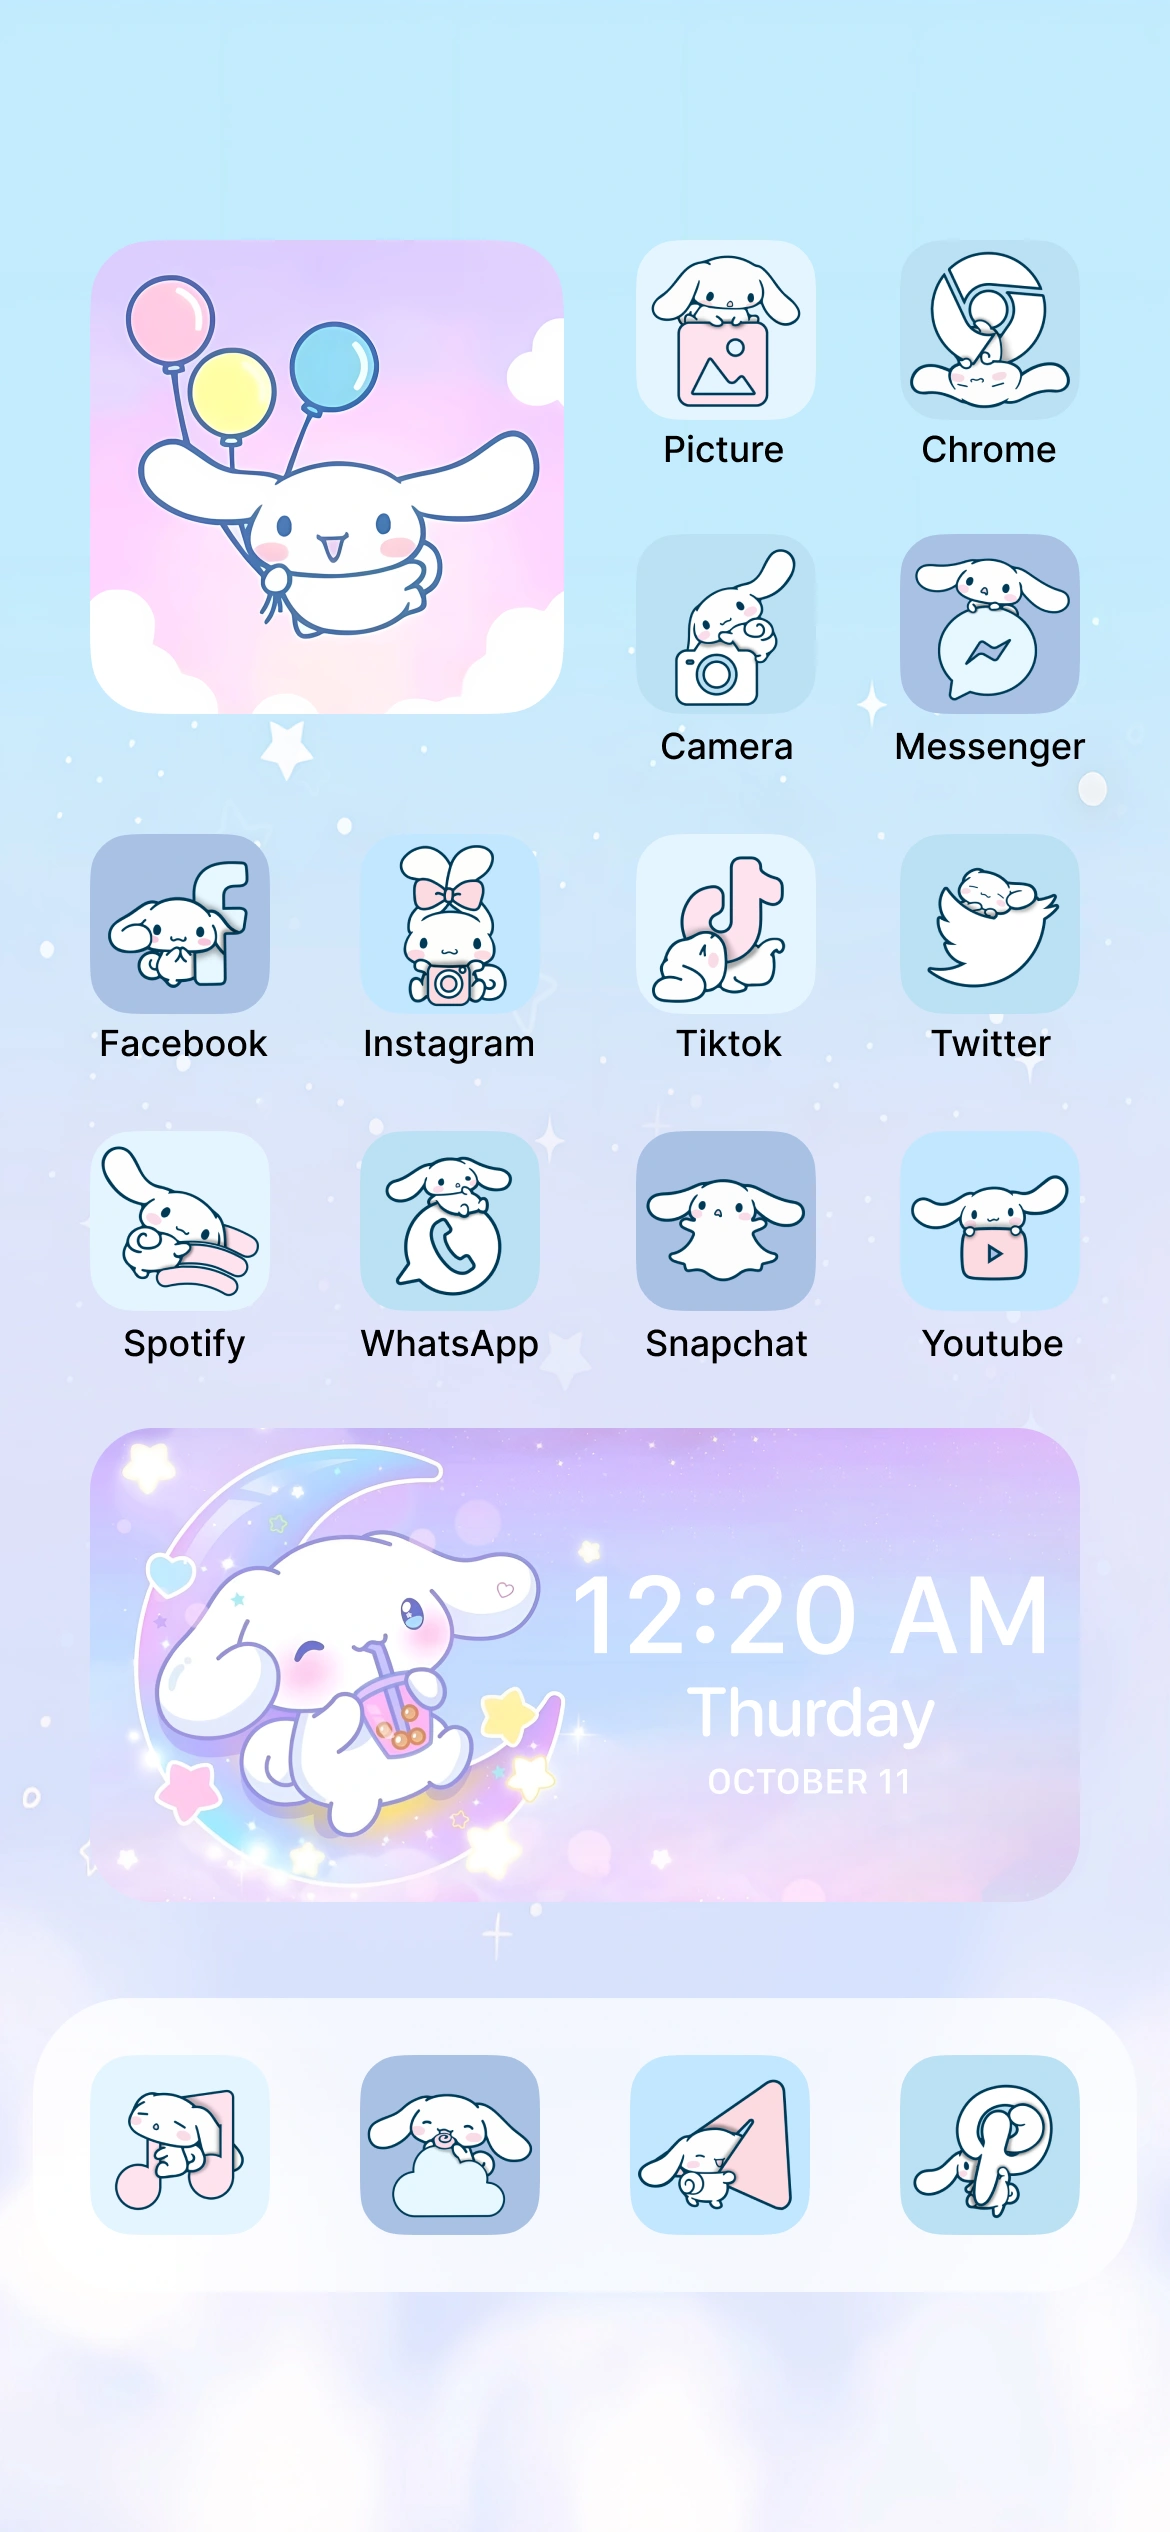 Picture
Chrome
Camera
Messenger
Facebook
Instagram
Tiktok
Twitter
Spotify
WhatsApp
Snapchat
Youtube
12:20 AM
Thurday
OCTOBER 11